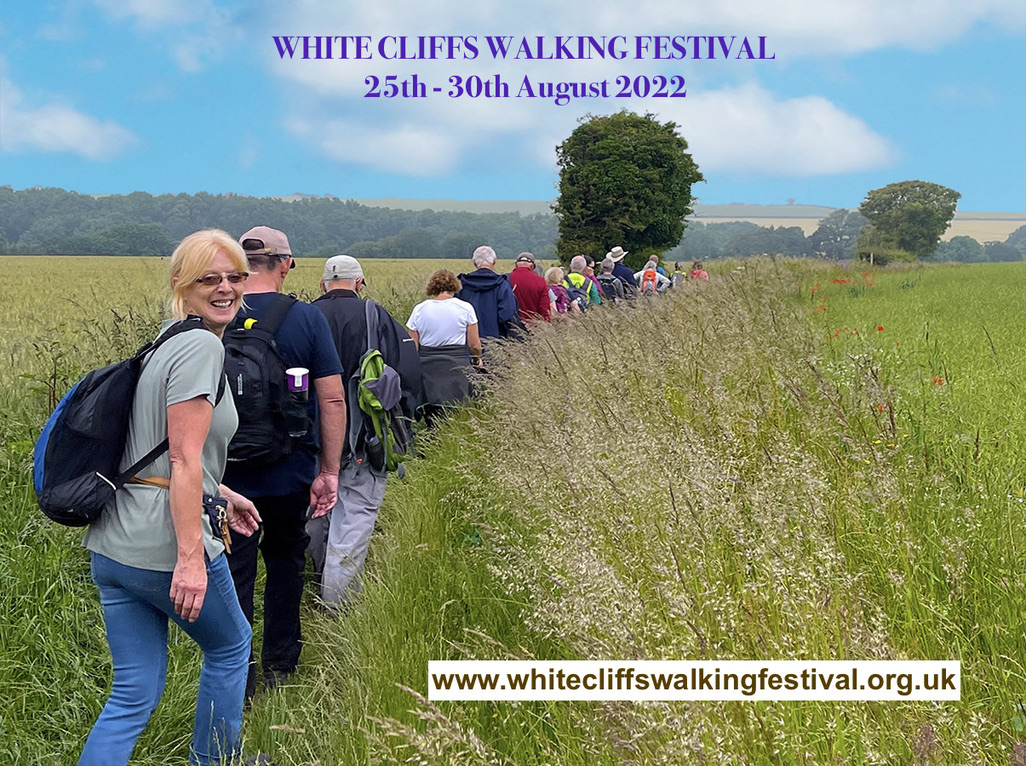 WHITE CLIFFS WALKING FESTIVAL
25th - 30th August 2022
www.whitecliffswalkingfestival.org.uk